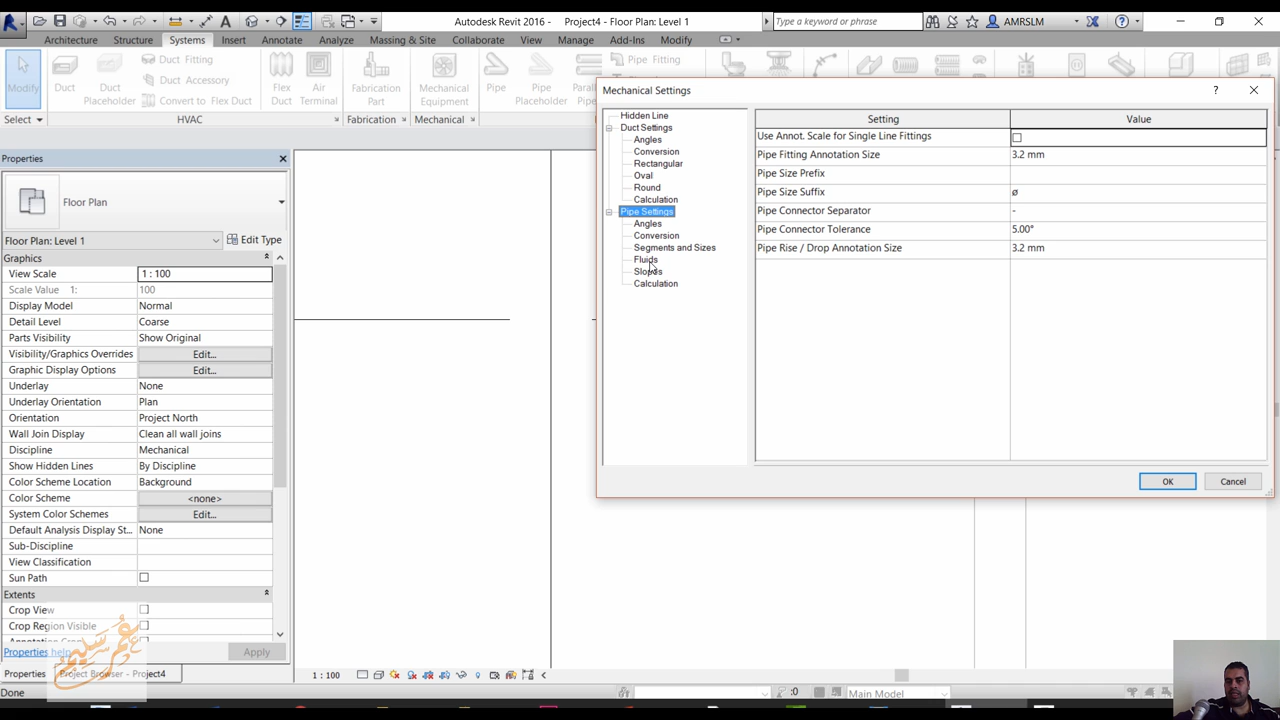 Autodesk Revit 2016 - Project4 - Floor Plan: Level 1
Type a keyword or phrase
AMRSLM
Architecture Structure Systems Insert Annotate Analyze Massing & Site Collaborate View Manage Add-Ins Modify
Modify
Duct
Duct Placeholder
Duct Fitting
Duct Accessory
Convert to Flex Duct
Flex Duct
Air Terminal
Fabrication Part
Mechanical Equipment
Pipe
Pipe Placeholder
Pipe Fitting
Select
HVAC
Fabrication
Mechanical
Properties
Floor Plan
Floor Plan: Level 1
Edit Type
Graphics
View Scale 1 : 100
Scale Value 1: 100
Display Model Normal
Detail Level Coarse
Parts Visibility Show Original
Visibility/Graphics Overrides Edit...
Graphic Display Options Edit...
Underlay None
Underlay Orientation Plan
Orientation Project North
Wall Join Display Clean all wall joins
Discipline Mechanical
Show Hidden Lines By Discipline
Color Scheme Location Background
Color Scheme <none>
System Color Schemes Edit...
Default Analysis Display St... None
Sub-Discipline
View Classification
Sun Path
Extents
Crop View
Crop Region Visible
Properties help
Apply
Properties
Project Browser - Project4
Done
1 : 100
:0
Main Model
Mechanical Settings
Hidden Line
Duct Settings
Angles
Conversion
Rectangular
Oval
Round
Calculation
Pipe Settings
Angles
Conversion
Segments and Sizes
Fluids
Slopes
Calculation
Setting Value
Use Annot. Scale for Single Line Fittings
Pipe Fitting Annotation Size 3.2 mm
Pipe Size Prefix
Pipe Size Suffix ø
Pipe Connector Separator -
Pipe Connector Tolerance 5.00°
Pipe Rise / Drop Annotation Size 3.2 mm
OK
Cancel